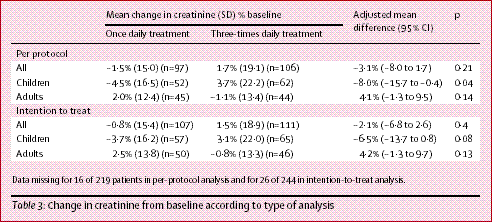 Mean change in creatinine (SD) % baseline Adjusted mean p
Once daily treatment Three-times daily treatment difference (95% CI)
Per protocol
All −1·5% (15·0) (n=97) 1·7% (19·1) (n=106) −3·1% (−8·0 to 1·7) 0·21
Children −4·5% (16·5) (n=52) 3·7% (22·2) (n=62) −8·0% (−15·7 to −0·4) 0·04
Adults 2·0% (12·4) (n=45) −1·1% (13·4) (n=44) 4·1% (−1·3 to 9·5) 0·14
Intention to treat
All −0·8% (15·4) (n=107) 1·5% (18·9) (n=111) −2·1% (−6·8 to 2·6) 0·4
Children −3·7% (16·2) (n=57) 3·1% (22·0) (n=65) −6·5% (−13·7 to 0·8) 0·08
Adults 2·5% (13·8) (n=50) −0·8% (13·3) (n=46) 4·2% (−1·3 to 9·7) 0·13
Data missing for 16 of 219 patients in per-protocol analysis and for 26 of 244 in intention-to-treat analysis.
Table 3: Change in creatinine from baseline according to type of analysis